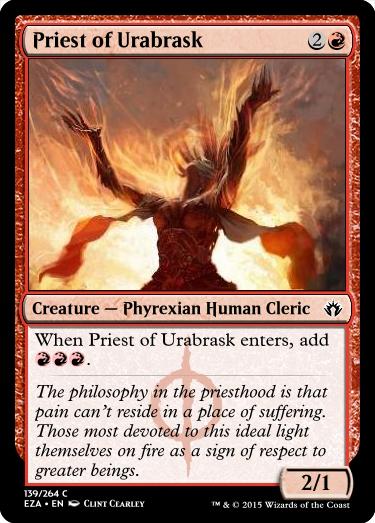 Priest of Urabrask 2
Creature — Phyrexian Human Cleric
When Priest of Urabrask enters, add
.
The philosophy in the priesthood is that
pain can't reside in a place of suffering.
Those most devoted to this ideal light
themselves on fire as a sign of respect to
greater beings.
2/1
139/264 C
EZA • EN CLINT CEARLEY
™ & © 2015 Wizards of the Coast